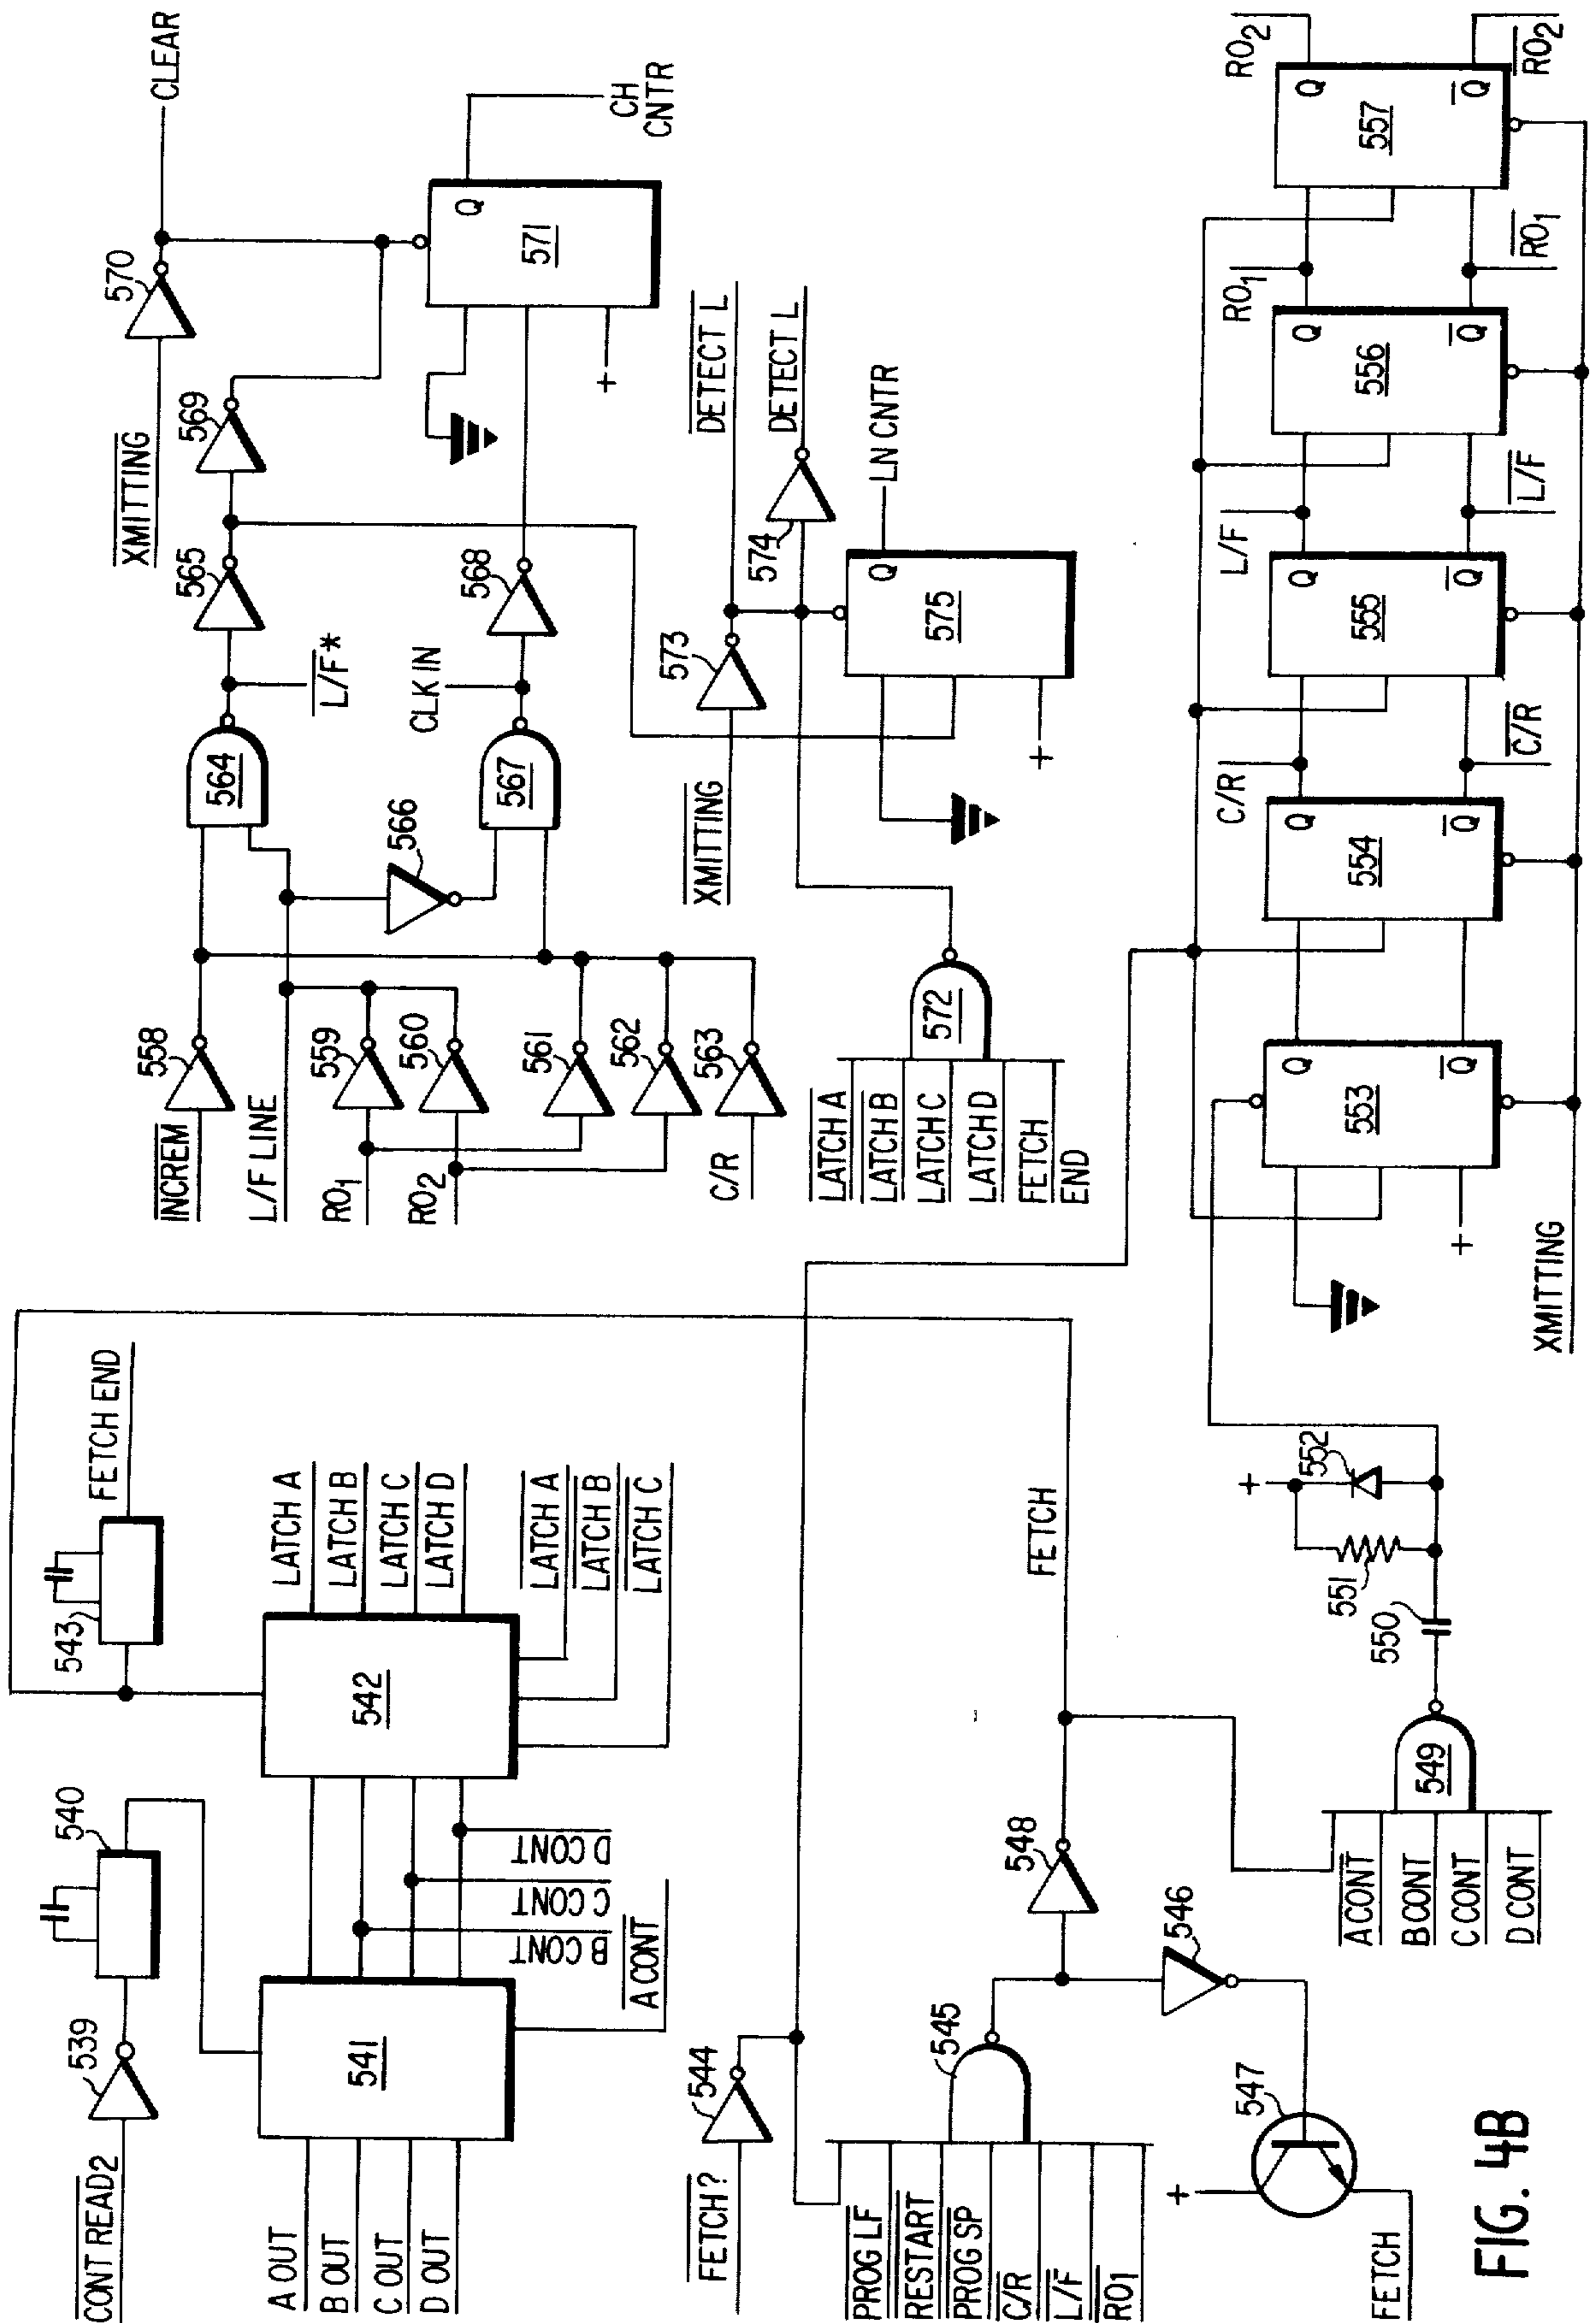 CONT READ2
539
540
A OUT
B OUT
C OUT
D OUT
541
B CONT
C CONT
D CONT
A CONT
543
FETCH END
542
LATCH A
LATCH B
LATCH C
LATCH D
LATCH A
LATCH B
LATCH C
FETCH?
544
PROG LF
RESTART
PROG SP
C/R
L/F
RO1
545
546
547
+
FETCH
548
FETCH
A CONT
B CONT
C CONT
D CONT
549
550
551
552
+
INCREM
558
L/F LINE
RO1
559
RO2
560
561
562
C/R
563
564
L/F*
565
566
567
CLK IN
568
XMITTING
569
570
CLEAR
Q
571
+
CH
CNTR
LATCH A
LATCH B
LATCH C
LATCH D
FETCH
END
572
XMITTING
573
DETECT L
574
DETECT L
Q
575
+
LN CNTR
XMITTING
+
553
Q
Q
554
Q
Q
C/R
C/R
555
Q
Q
L/F
L/F
556
Q
Q
RO1
RO1
557
Q
Q
RO2
RO2
FIG. 4B